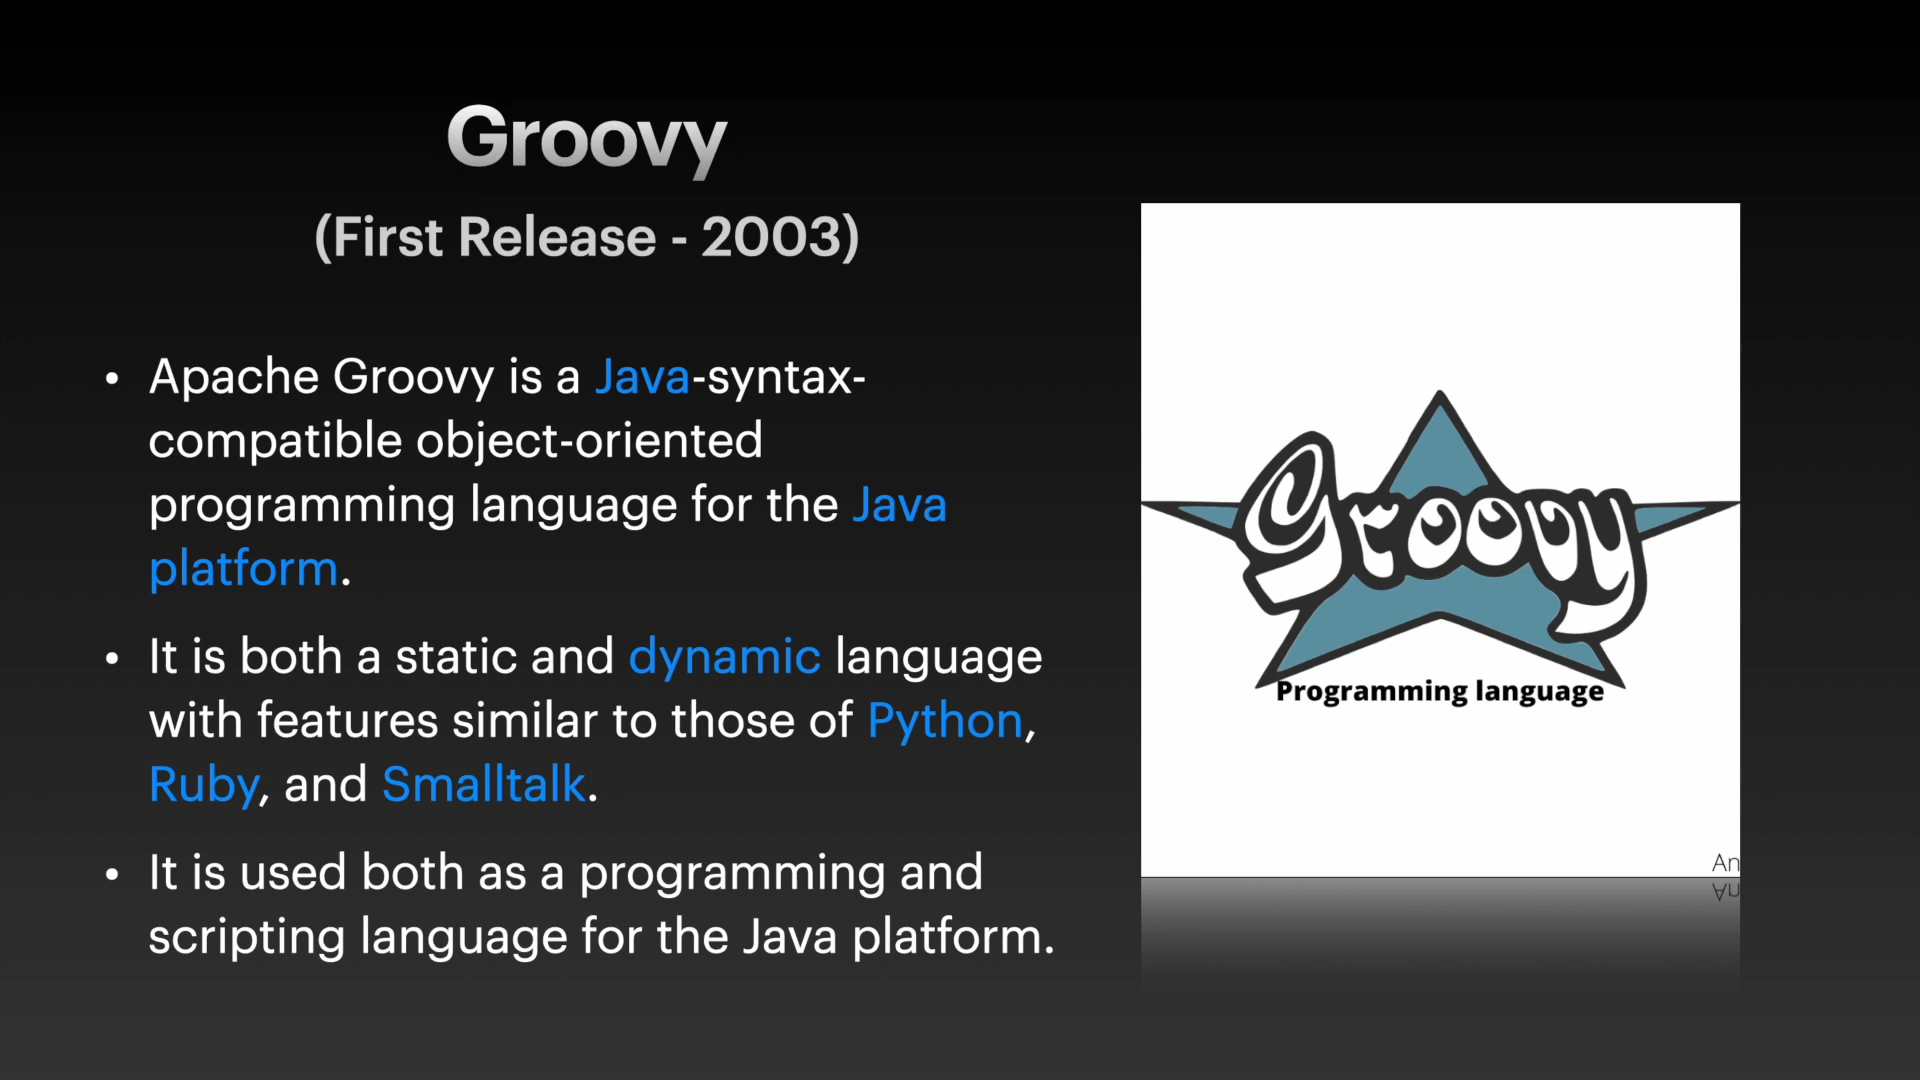 Groovy
(First Release - 2003)
• Apache Groovy is a Java-syntax-
compatible object-oriented
programming language for the Java
platform.
• It is both a static and dynamic language
with features similar to those of Python,
Ruby, and Smalltalk.
• It is used both as a programming and
scripting language for the Java platform.
Groovy
Programming language
An